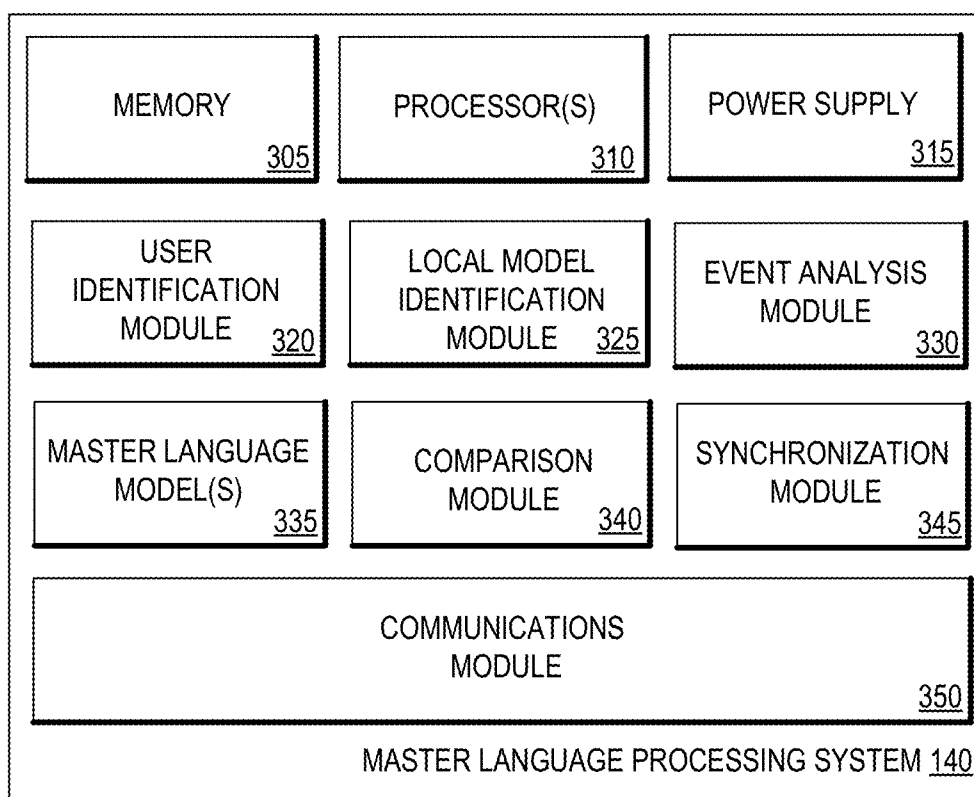 MEMORY
305
PROCESSOR(S)
310
POWER SUPPLY
315
USER
IDENTIFICATION
MODULE
320
LOCAL MODEL
IDENTIFICATION
MODULE
325
EVENT ANALYSIS
MODULE
330
MASTER LANGUAGE
MODEL(S)
335
COMPARISON
MODULE
340
SYNCHRONIZATION
MODULE
345
COMMUNICATIONS
MODULE
350
MASTER LANGUAGE PROCESSING SYSTEM 140